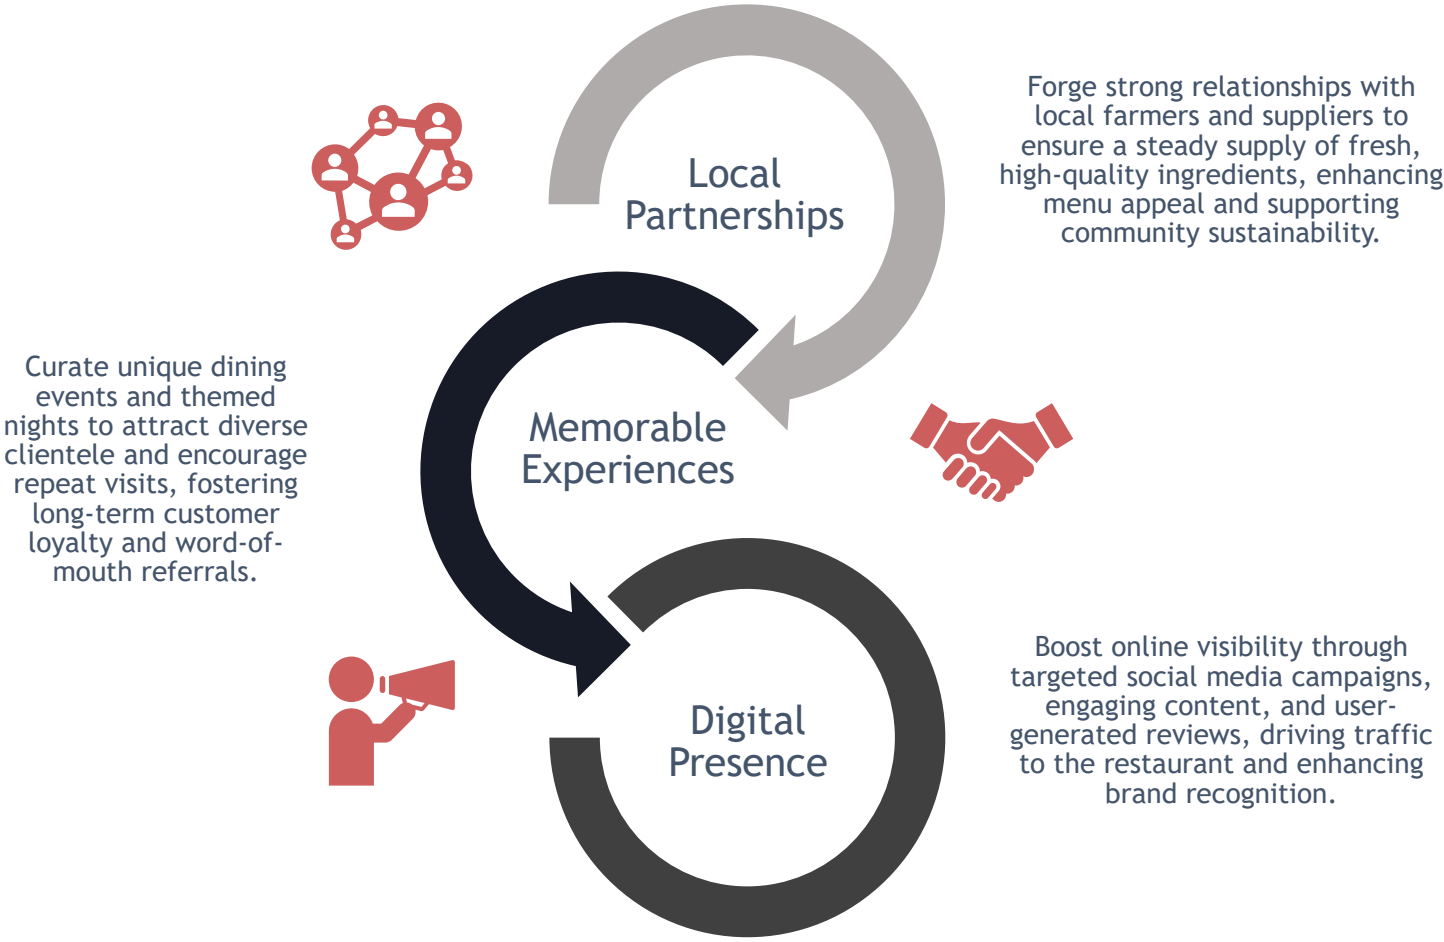 Local
Partnerships
Forge strong relationships with
local farmers and suppliers to
ensure a steady supply of fresh,
high-quality ingredients, enhancing
menu appeal and supporting
community sustainability.
Memorable
Experiences
Curate unique dining
events and themed
nights to attract diverse
clientele and encourage
repeat visits, fostering
long-term customer
loyalty and word-of-
mouth referrals.
Digital
Presence
Boost online visibility through
targeted social media campaigns,
engaging content, and user-
generated reviews, driving traffic
to the restaurant and enhancing
brand recognition.